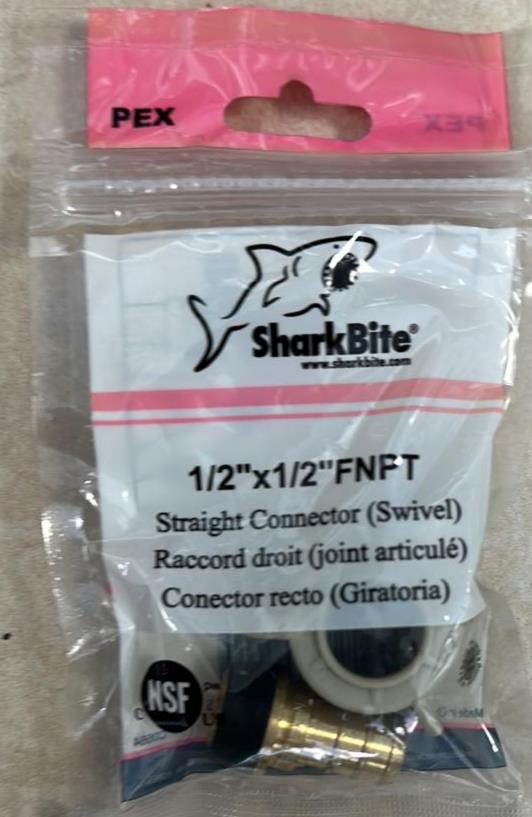 PEX
PEX
SharkBite®
www.sharkbite.com
1/2"x1/2"FNPT
Straight Connector (Swivel)
Raccord droit (joint articulé)
Conector recto (Giratoria)
NSF